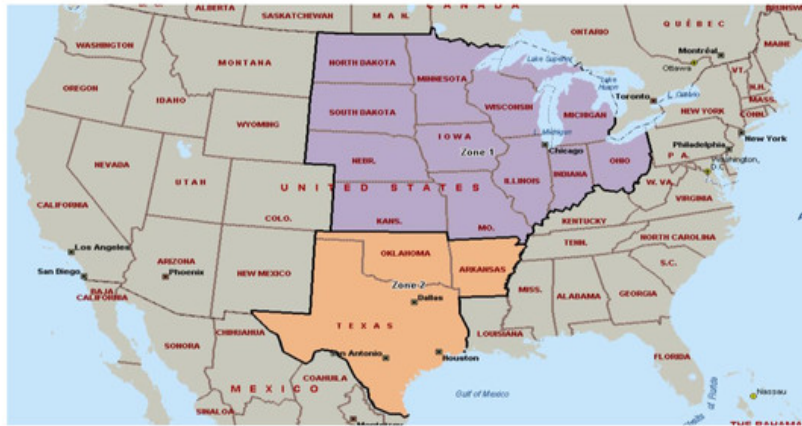 ALBERTA
SASKATCHEWAN
MAN.
CANADA
ONTARIO
QUÉBEC
WASHINGTON
MONTANA
NORTH DAKOTA
MINNESOTA
Lake Superior
Montréal
Ottawa
MAINE
OREGON
IDAHO
SOUTH DAKOTA
WISCONSIN
Lake Huron
MICHIGAN
Toronto
L. Ontario
VT.
N.H.
NEW YORK
MASS.
CONN.
WYOMING
IOWA
Zone 1
L. Michigan
Chicago
New York
Philadelphia
NEVADA
NEBR.
ILLINOIS
INDIANA
OHIO
PA.
Washington, D.C.
UTAH
UNITED STATES
W. VA.
VIRGINIA
CALIFORNIA
COLO.
KANS.
MO.
KENTUCKY
Los Angeles
ARIZONA
OKLAHOMA
TENN.
NORTH CAROLINA
San Diego
Phoenix
NEW MEXICO
ARKANSAS
S.C.
BAJA
CALIFORNIA
Zone 2
Dallas
MISS.
ALABAMA
GEORGIA
CHIHUAHUA
TEXAS
LOUISIANA
SONORA
San Antonio
Houston
FLORIDA
COAHUILA
MEXICO
Gulf of Mexico
SINALOA
Nassau
THE BAHAMA